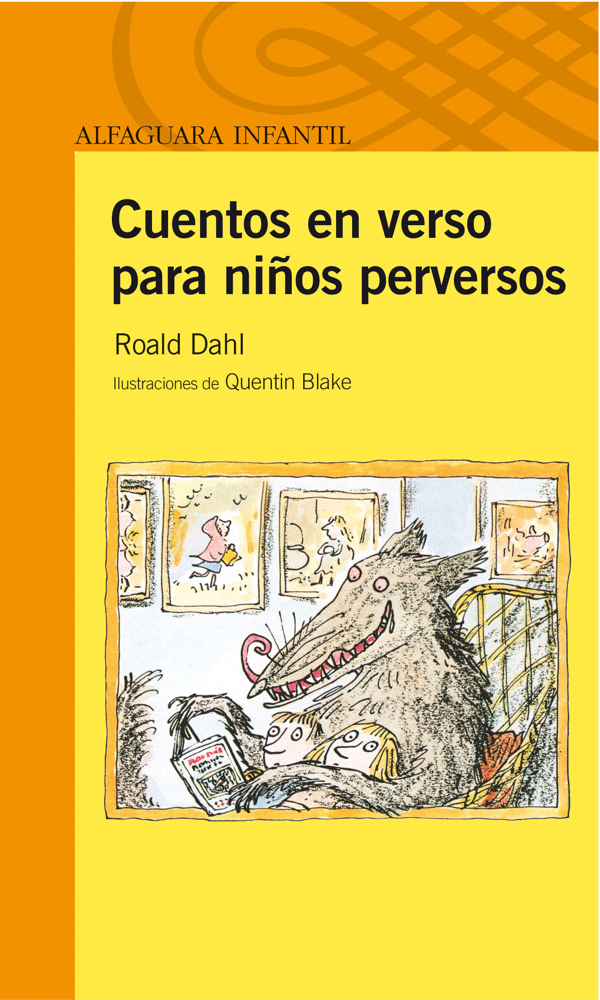 ALFAGUARA INFANTIL
Cuentos en verso
para niños perversos
Roald Dahl
Ilustraciones de Quentin Blake